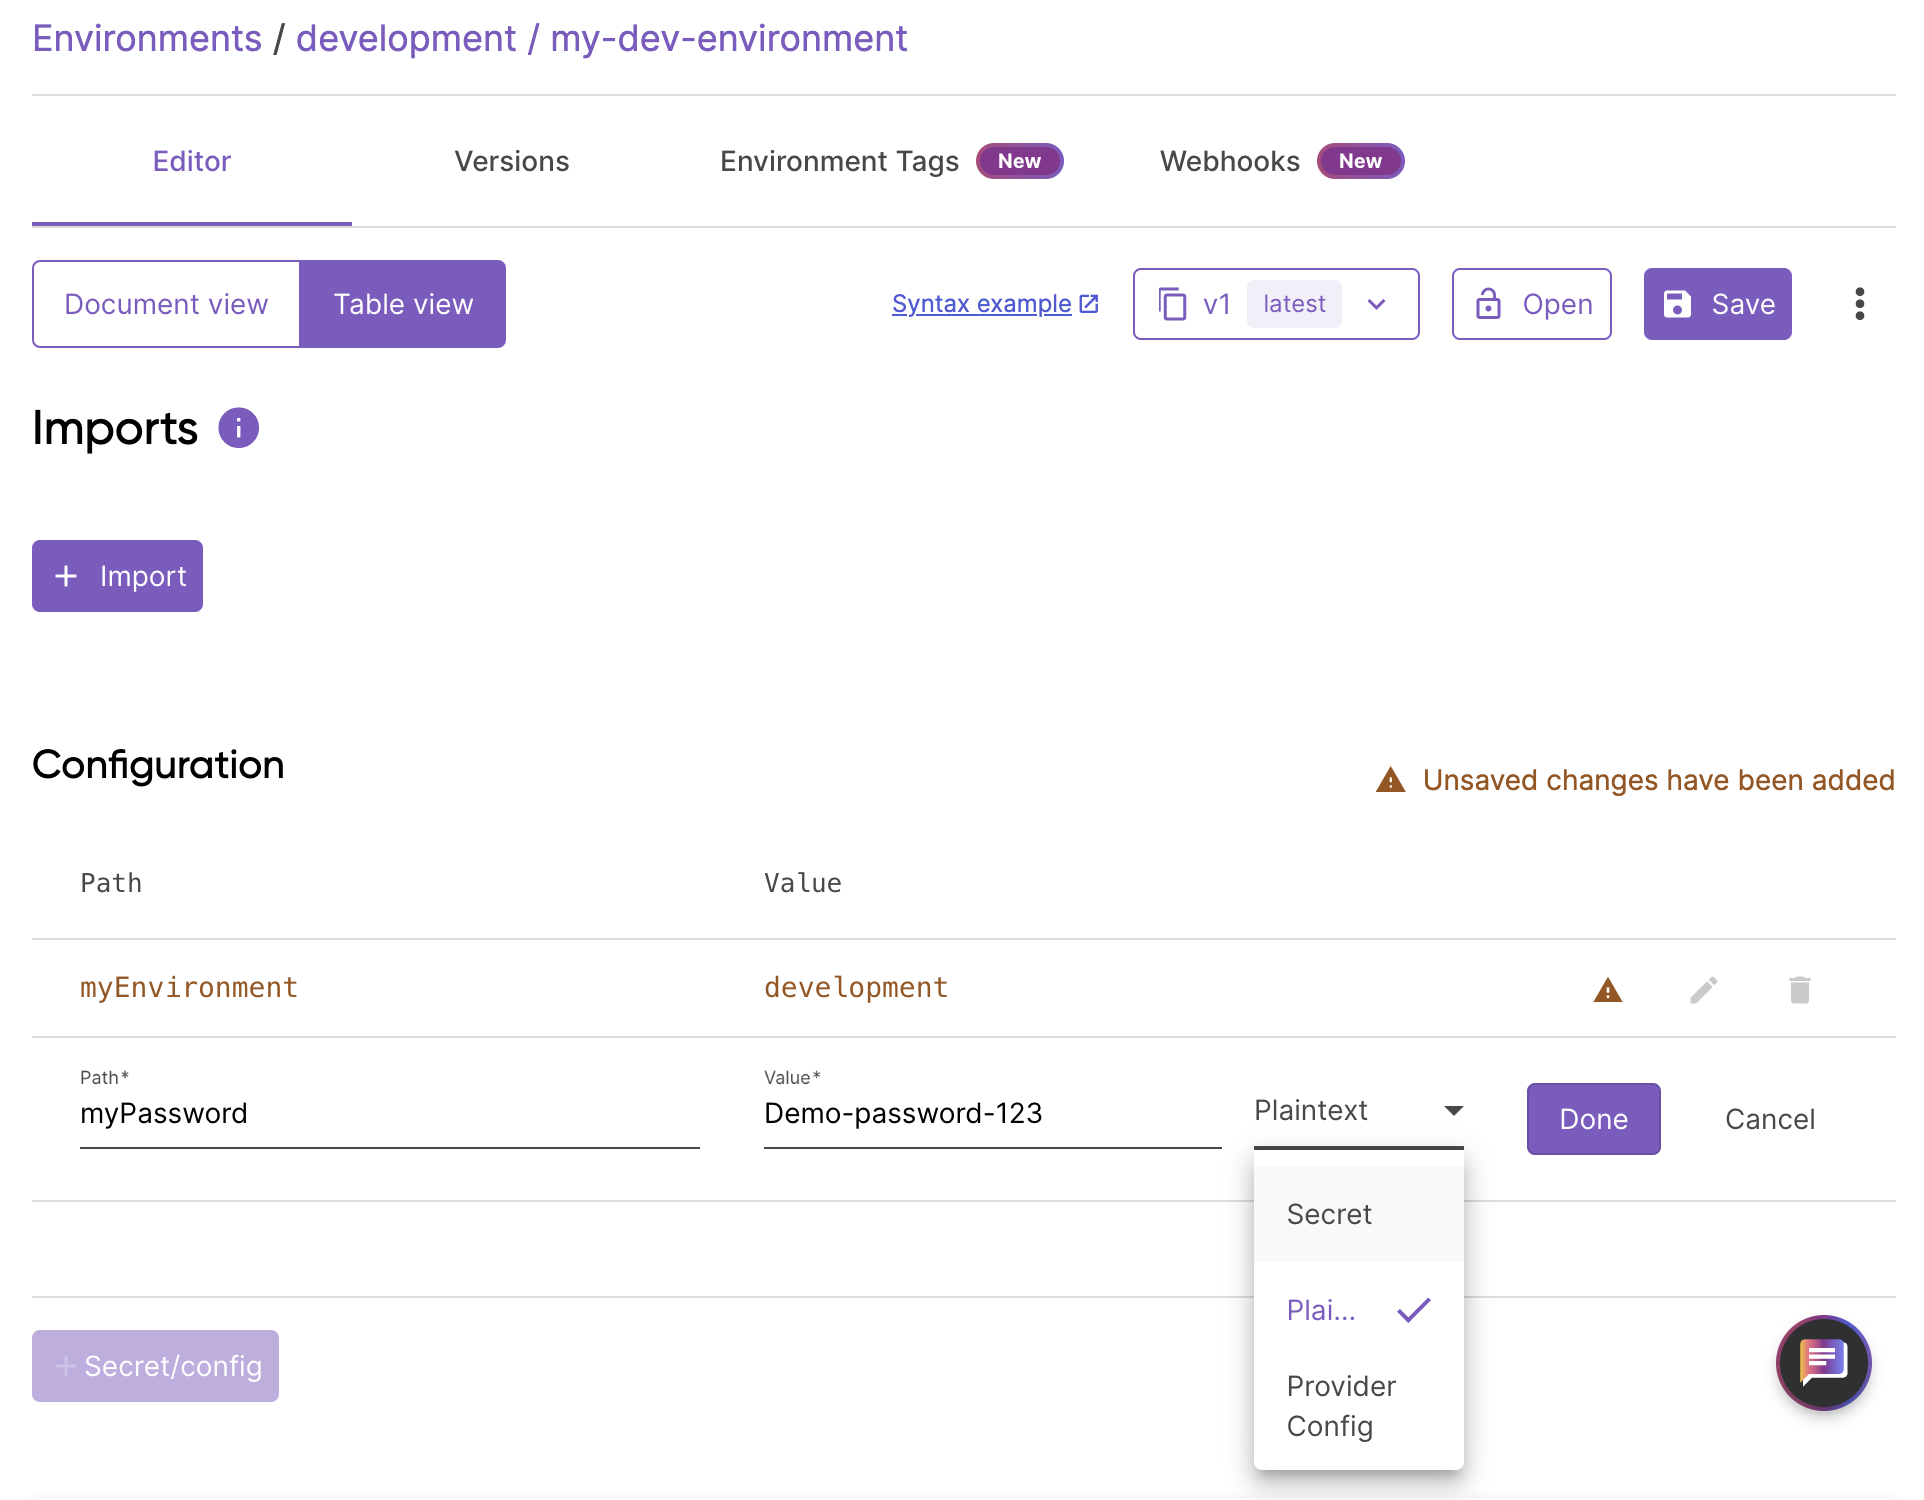 Environments / development / my-dev-environment
Editor
Versions
Environment Tags New
Webhooks New
Document view
Table view
Syntax example
v1 latest
Open
Save
Imports
+ Import
Configuration
Unsaved changes have been added
Path
Value
myEnvironment
development
Path*
myPassword
Value*
Demo-password-123
Plaintext
Done
Cancel
Secret
Plai...
Provider
Config
+ Secret/config